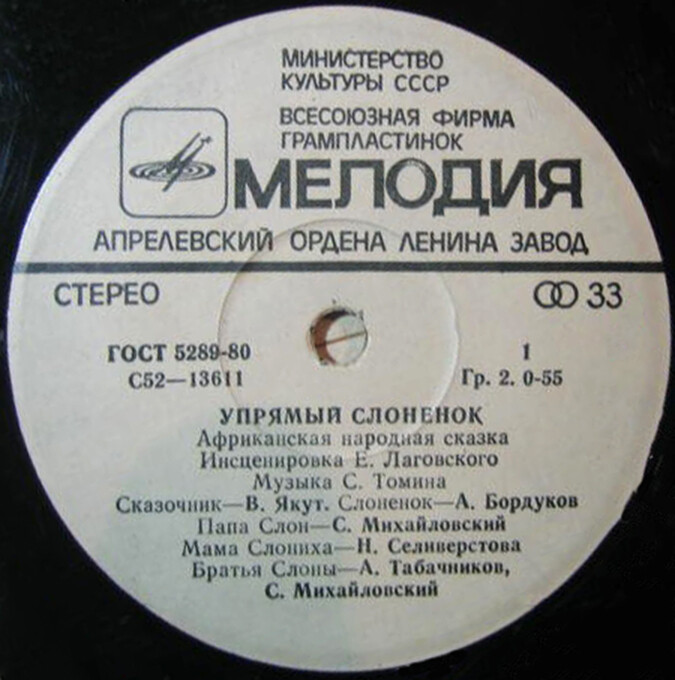 МИНИСТЕРСТВО
КУЛЬТУРЫ СССР
ВСЕСОЮЗНАЯ ФИРМА
ГРАМПЛАСТИНОК
МЕЛОДИЯ
АПРЕЛЕВСКИЙ ОРДЕНА ЛЕНИНА ЗАВОД
СТЕРЕО 33
ГОСТ 5289-80 1
С52—13611 Гр. 2. 0-55
УПРЯМЫЙ СЛОНЕНОК
Африканская народная сказка
Инсценировка Е. Лаговского
Музыка С. Томина
Сказочник—В. Якут. Слоненок—А. Бордуков
Папа Слон—С. Михайловский
Мама Слониха—Н. Селиверстова
Братья Слоны—А. Табачников,
С. Михайловский